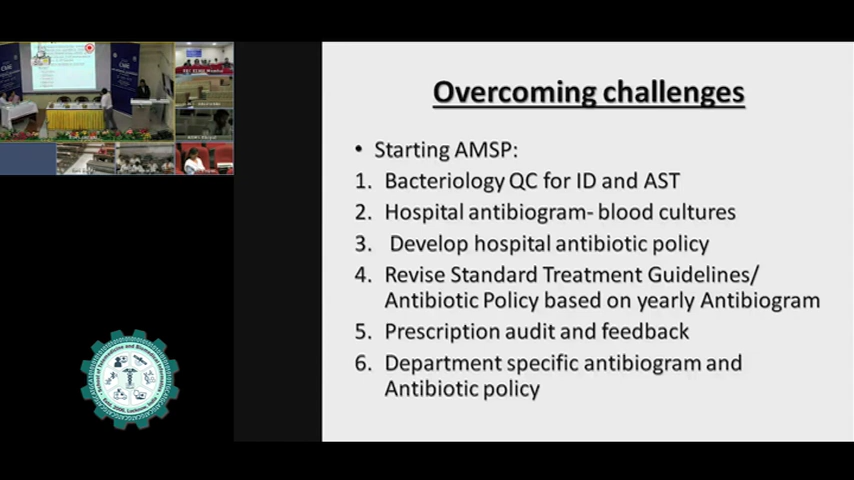 Overcoming challenges
• Starting AMSP:
1. Bacteriology QC for ID and AST
2. Hospital antibiogram- blood cultures
3. Develop hospital antibiotic policy
4. Revise Standard Treatment Guidelines/
Antibiotic Policy based on yearly Antibiogram
5. Prescription audit and feedback
6. Department specific antibiogram and
Antibiotic policy
CME